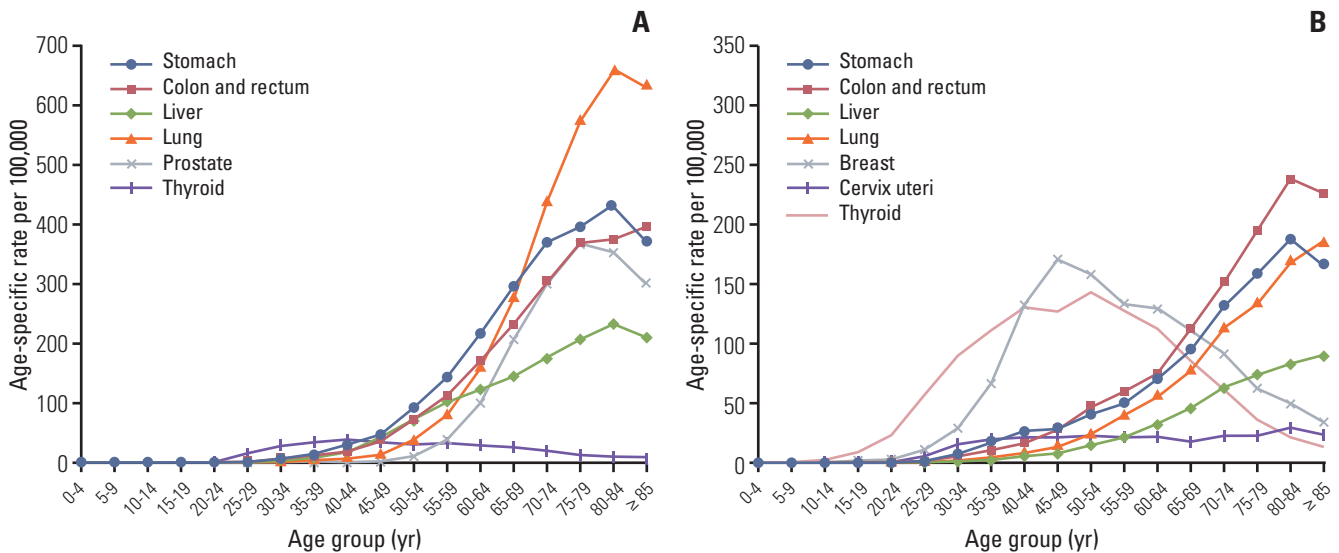 A
Age-specific rate per 100,000
700
600
500
400
300
200
100
0
Stomach
Colon and rectum
Liver
Lung
Prostate
Thyroid
0-4
5-9
10-14
15-19
20-24
25-29
30-34
35-39
40-44
45-49
50-54
55-59
60-64
65-69
70-74
75-79
80-84
≥ 85
Age group (yr)
B
Age-specific rate per 100,000
350
300
250
200
150
100
50
0
Stomach
Colon and rectum
Liver
Lung
Breast
Cervix uteri
Thyroid
0-4
5-9
10-14
15-19
20-24
25-29
30-34
35-39
40-44
45-49
50-54
55-59
60-64
65-69
70-74
75-79
80-84
≥ 85
Age group (yr)